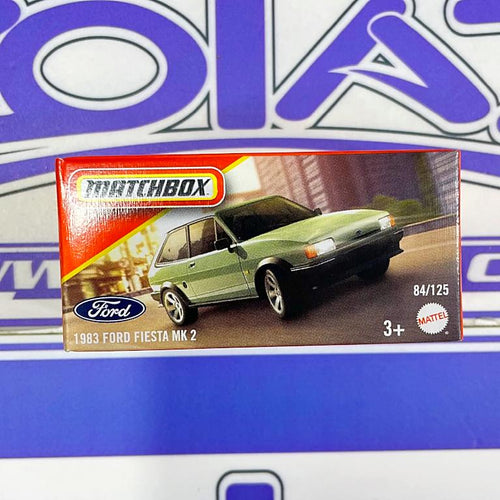 MATCHBOX
Ford
1983 FORD FIESTA MK 2
84/125
3+
MATTEL